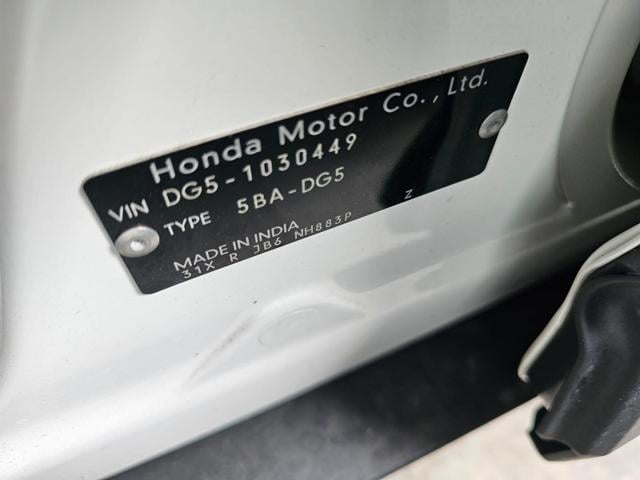 Honda Motor Co., Ltd.
VIN DG5-1030449
TYPE 5BA-DG5
MADE IN INDIA
31X R JB6 NH883P Z